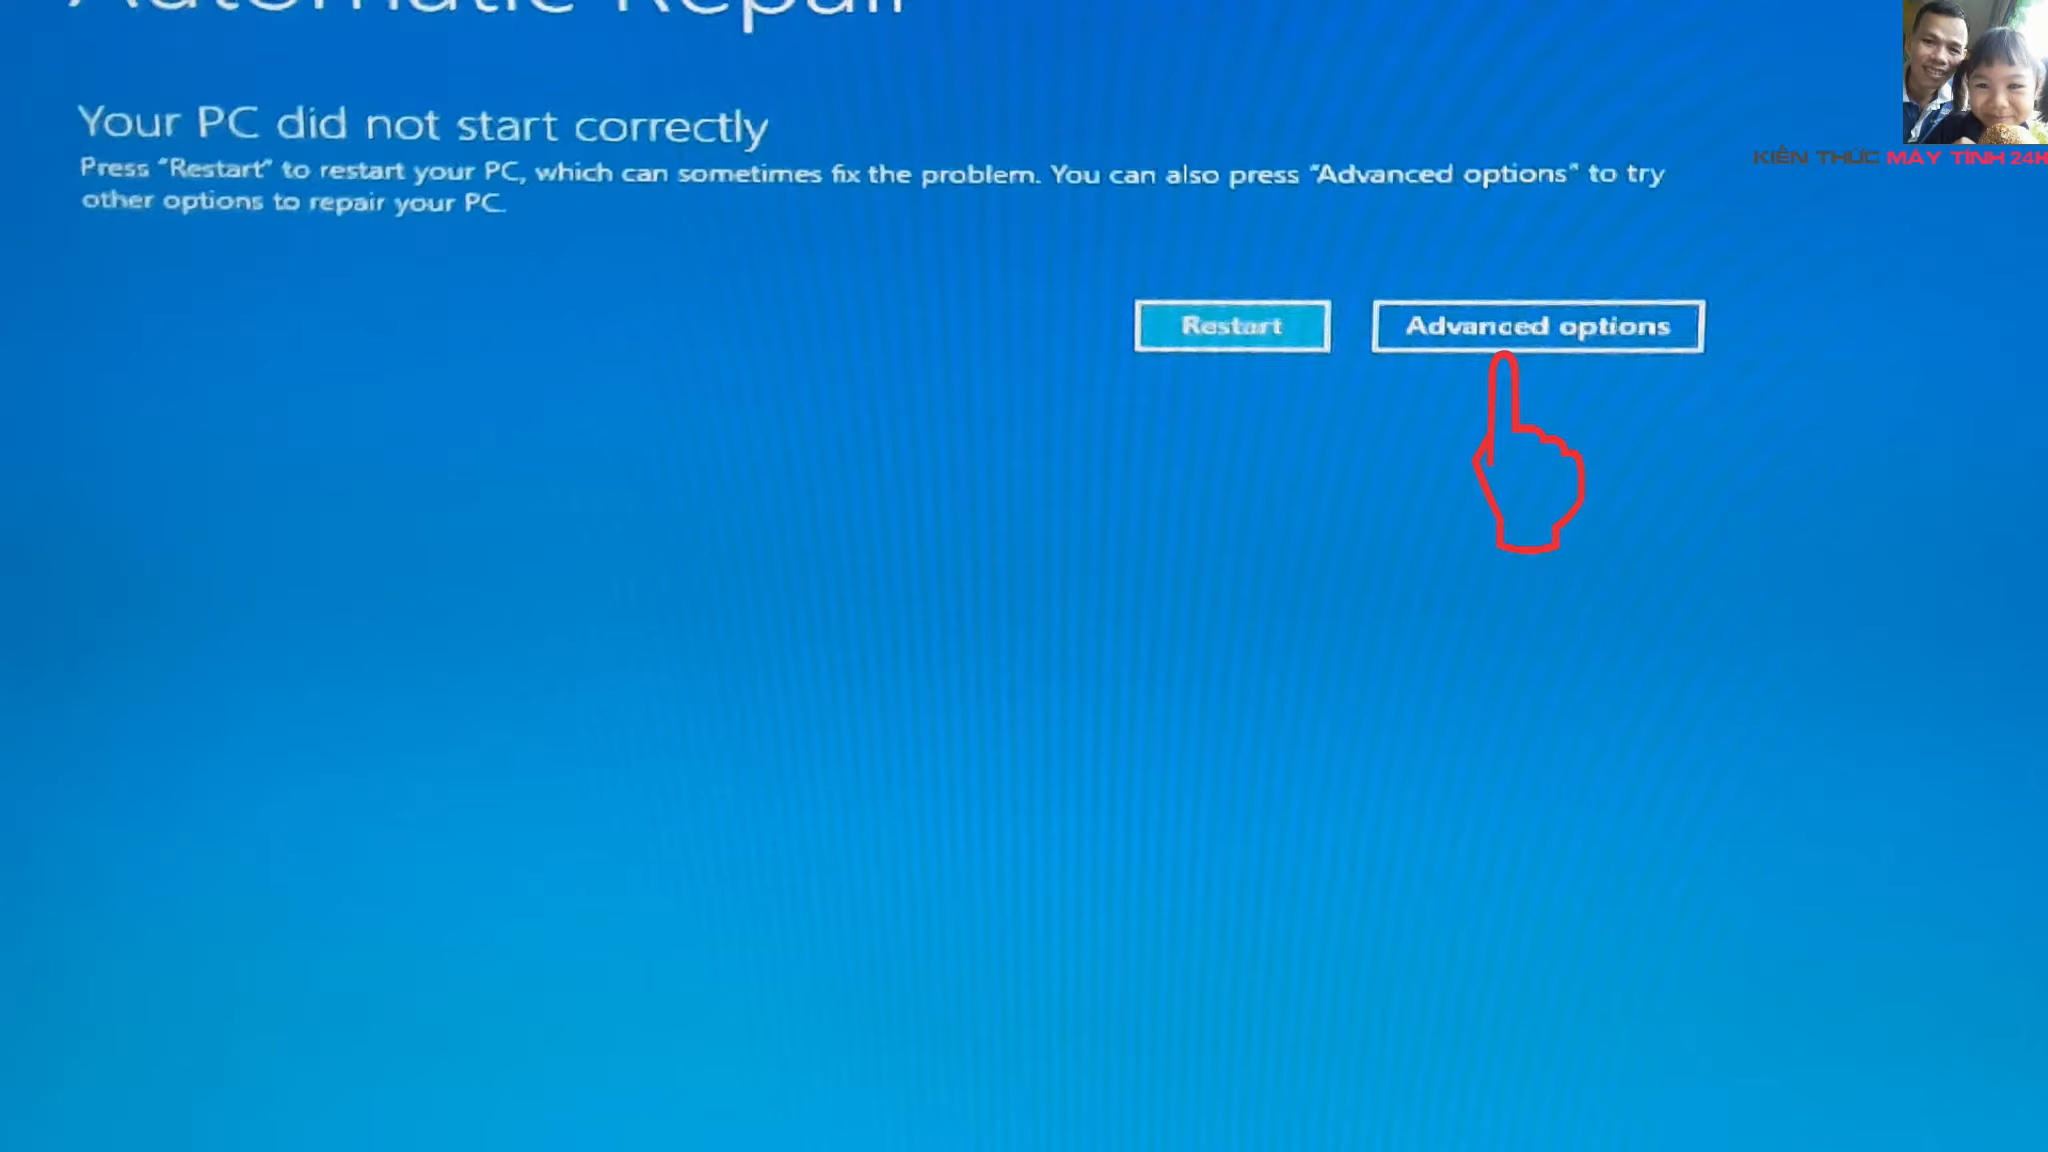 Automatic Repair
Your PC did not start correctly
Press "Restart" to restart your PC, which can sometimes fix the problem. You can also press "Advanced options" to try
other options to repair your PC.
Restart
Advanced options
KIẾN THỨC MÁY TÍNH 24H